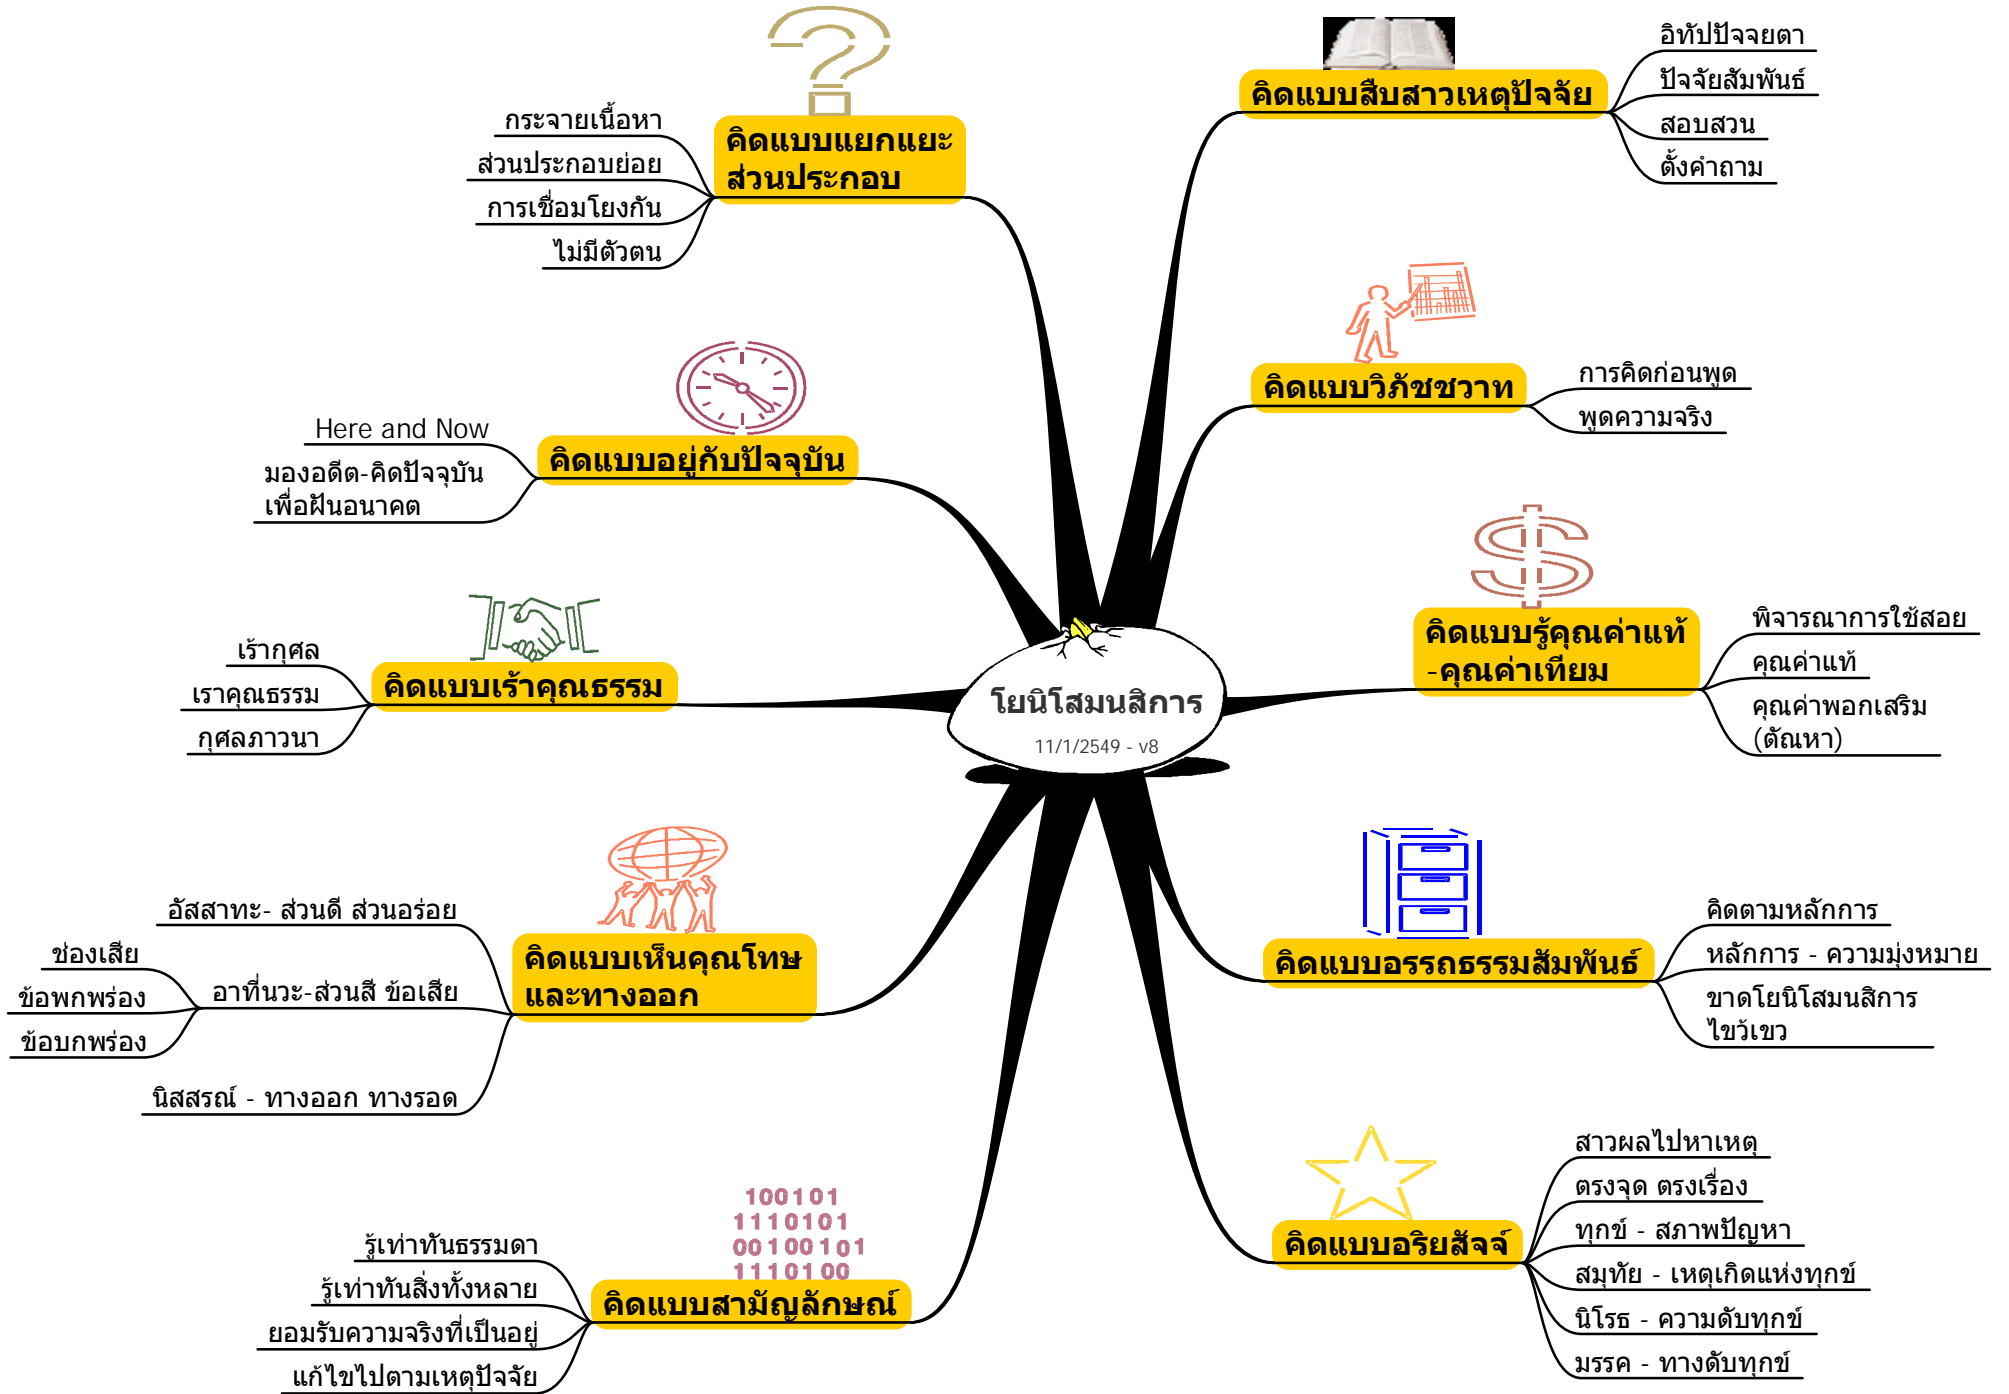 โยนิโสมนสิการ
11/1/2549 - v8
คิดแบบสืบสาวเหตุปัจจัย
อิทัปปัจจยตา
ปัจจัยสัมพันธ์
สอบสวน
ตั้งคำถาม
คิดแบบวิภัชชวาท
การคิดก่อนพูด
พูดความจริง
คิดแบบรู้คุณค่าแท้
-คุณค่าเทียม
พิจารณาการใช้สอย
คุณค่าแท้
คุณค่าพอกเสริม
(ตัณหา)
คิดแบบอรรถธรรมสัมพันธ์
คิดตามหลักการ
หลักการ - ความมุ่งหมาย
ขาดโยนิโสมนสิการ
ไขว้เขว
คิดแบบอริยสัจจ์
สาวผลไปหาเหตุ
ตรงจุด ตรงเรื่อง
ทุกข์ - สภาพปัญหา
สมุทัย - เหตุเกิดแห่งทุกข์
นิโรธ - ความดับทุกข์
มรรค - ทางดับทุกข์
คิดแบบแยกแยะ
ส่วนประกอบ
กระจายเนื้อหา
ส่วนประกอบย่อย
การเชื่อมโยงกัน
ไม่มีตัวตน
คิดแบบอยู่กับปัจจุบัน
Here and Now
มองอดีต-คิดปัจจุบัน
เพื่อฝันอนาคต
คิดแบบเร้าคุณธรรม
เร้ากุศล
เราคุณธรรม
กุศลภาวนา
คิดแบบเห็นคุณโทษ
และทางออก
อัสสาทะ- ส่วนดี ส่วนอร่อย
อาที่นวะ-ส่วนสี ข้อเสีย
ช่องเสีย
ข้อพกพร่อง
ข้อบกพร่อง
นิสสรณ์ - ทางออก ทางรอด
100101
1110101
00100101
1110100
คิดแบบสามัญลักษณ์
รู้เท่าทันธรรมดา
รู้เท่าทันสิ่งทั้งหลาย
ยอมรับความจริงที่เป็นอยู่
แก้ไขไปตามเหตุปัจจัย